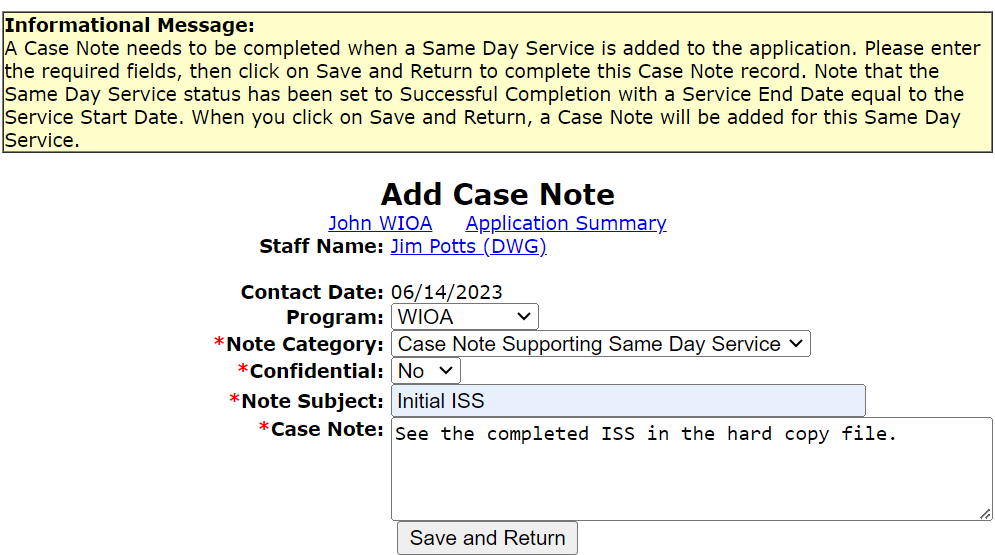 Informational Message:
A Case Note needs to be completed when a Same Day Service is added to the application. Please enter
the required fields, then click on Save and Return to complete this Case Note record. Note that the
Same Day Service status has been set to Successful Completion with a Service End Date equal to the
Service Start Date. When you click on Save and Return, a Case Note will be added for this Same Day
Service.
Add Case Note
John WIOA Application Summary
Staff Name: Jim Potts (DWG)
Contact Date: 06/14/2023
Program: WIOA
*Note Category: Case Note Supporting Same Day Service
*Confidential: No
*Note Subject: Initial ISS
*Case Note: See the completed ISS in the hard copy file.
Save and Return